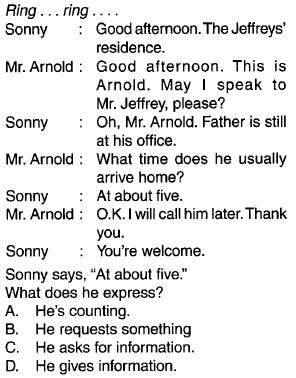 Ring . . . ring . . . .
Sonny : Good afternoon. The Jeffreys'
residence.
Mr. Arnold : Good afternoon. This is
Arnold. May I speak to
Mr. Jeffrey, please?
Sonny : Oh, Mr. Arnold. Father is still
at his office.
Mr. Arnold : What time does he usually
arrive home?
Sonny : At about five.
Mr. Arnold : O.K. I will call him later. Thank
you.
Sonny : You're welcome.
Sonny says, “At about five.”
What does he express?
A. He's counting.
B. He requests something
C. He asks for information.
D. He gives information.